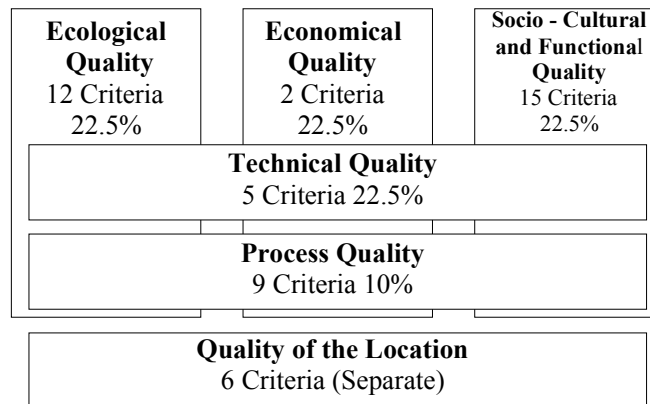 Ecological
Quality
12 Criteria
22.5%
Economical
Quality
2 Criteria
22.5%
Socio - Cultural
and Functional
Quality
15 Criteria
22.5%
Technical Quality
5 Criteria 22.5%
Process Quality
9 Criteria 10%
Quality of the Location
6 Criteria (Separate)